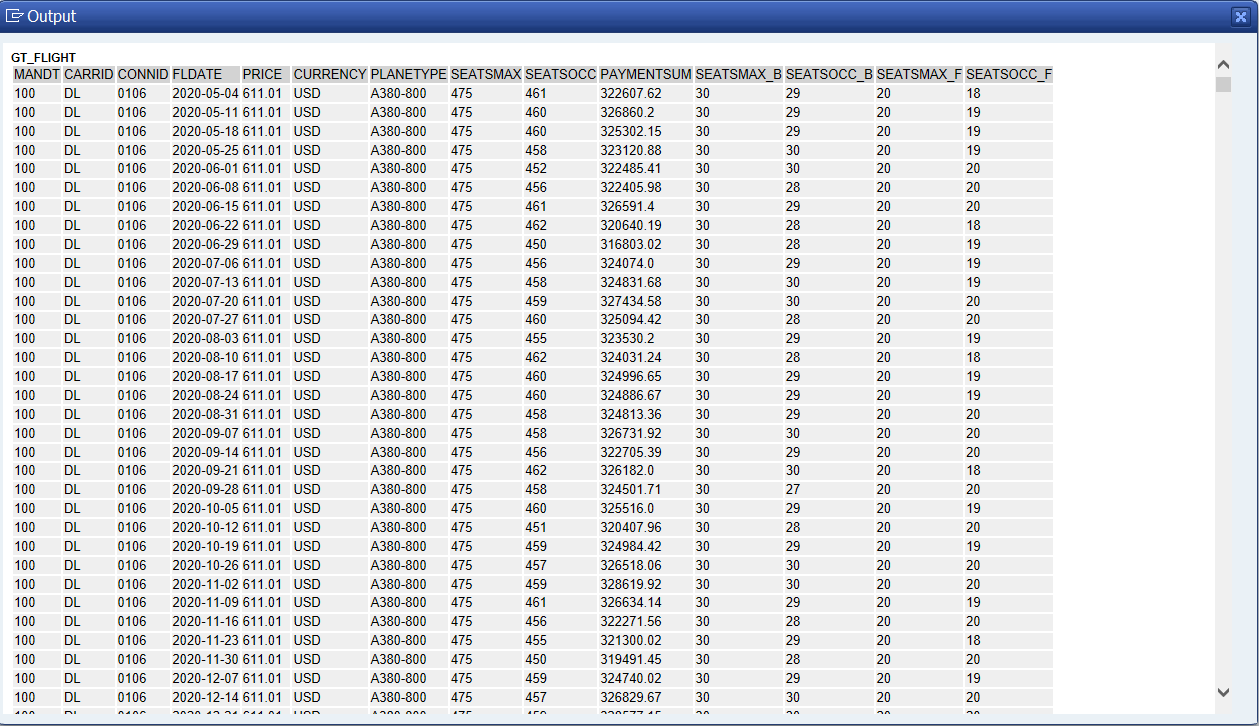 Output
GT_FLIGHT
MANDT CARRID CONNID FLDATE PRICE CURRENCY PLANETYPE SEATSMAX SEATSOCC PAYMENTSUM SEATSMAX_B SEATSOCC_B SEATSMAX_F SEATSOCC_F
100 DL 0106 2020-05-04 611.01 USD A380-800 475 461 322607.62 30 29 20 18
100 DL 0106 2020-05-11 611.01 USD A380-800 475 460 326860.2 30 29 20 19
100 DL 0106 2020-05-18 611.01 USD A380-800 475 460 325302.15 30 29 20 19
100 DL 0106 2020-05-25 611.01 USD A380-800 475 458 323120.88 30 30 20 19
100 DL 0106 2020-06-01 611.01 USD A380-800 475 452 322485.41 30 30 20 20
100 DL 0106 2020-06-08 611.01 USD A380-800 475 456 322405.98 30 28 20 20
100 DL 0106 2020-06-15 611.01 USD A380-800 475 461 326591.4 30 29 20 20
100 DL 0106 2020-06-22 611.01 USD A380-800 475 462 320640.19 30 28 20 18
100 DL 0106 2020-06-29 611.01 USD A380-800 475 450 316803.02 30 28 20 19
100 DL 0106 2020-07-06 611.01 USD A380-800 475 456 324074.0 30 29 20 19
100 DL 0106 2020-07-13 611.01 USD A380-800 475 458 324831.68 30 30 20 19
100 DL 0106 2020-07-20 611.01 USD A380-800 475 459 327434.58 30 30 20 20
100 DL 0106 2020-07-27 611.01 USD A380-800 475 460 325094.42 30 28 20 20
100 DL 0106 2020-08-03 611.01 USD A380-800 475 455 323530.2 30 29 20 19
100 DL 0106 2020-08-10 611.01 USD A380-800 475 462 324031.24 30 28 20 18
100 DL 0106 2020-08-17 611.01 USD A380-800 475 460 324996.65 30 29 20 19
100 DL 0106 2020-08-24 611.01 USD A380-800 475 460 324886.67 30 29 20 19
100 DL 0106 2020-08-31 611.01 USD A380-800 475 458 324813.36 30 29 20 20
100 DL 0106 2020-09-07 611.01 USD A380-800 475 458 326731.92 30 30 20 20
100 DL 0106 2020-09-14 611.01 USD A380-800 475 456 322705.39 30 29 20 20
100 DL 0106 2020-09-21 611.01 USD A380-800 475 462 326182.0 30 30 20 18
100 DL 0106 2020-09-28 611.01 USD A380-800 475 458 324501.71 30 27 20 20
100 DL 0106 2020-10-05 611.01 USD A380-800 475 460 325516.0 30 29 20 19
100 DL 0106 2020-10-12 611.01 USD A380-800 475 451 320407.96 30 28 20 20
100 DL 0106 2020-10-19 611.01 USD A380-800 475 459 324984.42 30 29 20 19
100 DL 0106 2020-10-26 611.01 USD A380-800 475 457 326518.06 30 30 20 20
100 DL 0106 2020-11-02 611.01 USD A380-800 475 459 328619.92 30 30 20 20
100 DL 0106 2020-11-09 611.01 USD A380-800 475 461 326634.14 30 29 20 19
100 DL 0106 2020-11-16 611.01 USD A380-800 475 456 322271.56 30 28 20 20
100 DL 0106 2020-11-23 611.01 USD A380-800 475 455 321300.02 30 29 20 18
100 DL 0106 2020-11-30 611.01 USD A380-800 475 450 319491.45 30 28 20 20
100 DL 0106 2020-12-07 611.01 USD A380-800 475 459 324740.02 30 29 20 19
100 DL 0106 2020-12-14 611.01 USD A380-800 475 457 326829.67 30 30 20 20